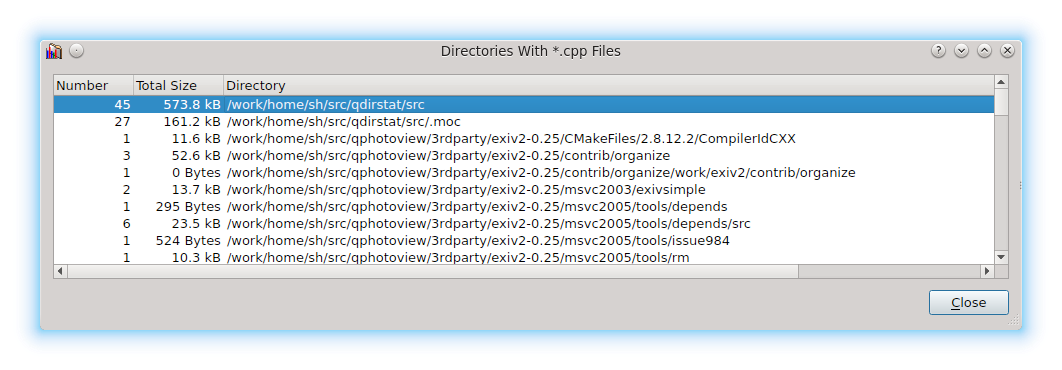 Directories With *.cpp Files
Number Total Size Directory
45 573.8 kB /work/home/sh/src/qdirstat/src
27 161.2 kB /work/home/sh/src/qdirstat/src/.moc
1 11.6 kB /work/home/sh/src/qphotoview/3rdparty/exiv2-0.25/CMakeFiles/2.8.12.2/CompilerIdCXX
3 52.6 kB /work/home/sh/src/qphotoview/3rdparty/exiv2-0.25/contrib/organize
1 0 Bytes /work/home/sh/src/qphotoview/3rdparty/exiv2-0.25/contrib/organize/work/exiv2/contrib/organize
2 13.7 kB /work/home/sh/src/qphotoview/3rdparty/exiv2-0.25/msvc2003/exivsimple
1 295 Bytes /work/home/sh/src/qphotoview/3rdparty/exiv2-0.25/msvc2005/tools/depends
6 23.5 kB /work/home/sh/src/qphotoview/3rdparty/exiv2-0.25/msvc2005/tools/depends/src
1 524 Bytes /work/home/sh/src/qphotoview/3rdparty/exiv2-0.25/msvc2005/tools/issue984
1 10.3 kB /work/home/sh/src/qphotoview/3rdparty/exiv2-0.25/msvc2005/tools/rm
Close